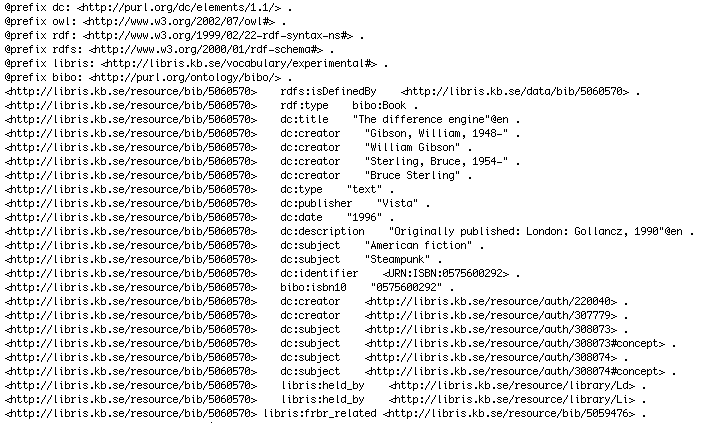 @prefix dc: <http://purl.org/dc/elements/1.1/> .
@prefix owl: <http://www.w3.org/2002/07/owl#> .
@prefix rdf: <http://www.w3.org/1999/02/22-rdf-syntax-ns#> .
@prefix rdfs: <http://www.w3.org/2000/01/rdf-schema#> .
@prefix libris: <http://libris.kb.se/vocabulary/experimental#> .
@prefix bibo: <http://purl.org/ontology/bibo/> .
<http://libris.kb.se/resource/bib/5060570> rdfs:isDefinedBy <http://libris.kb.se/data/bib/5060570> .
<http://libris.kb.se/resource/bib/5060570> rdf:type bibo:Book .
<http://libris.kb.se/resource/bib/5060570> dc:title "The difference engine"@en .
<http://libris.kb.se/resource/bib/5060570> dc:creator "Gibson, William, 1948-" .
<http://libris.kb.se/resource/bib/5060570> dc:creator "William Gibson" .
<http://libris.kb.se/resource/bib/5060570> dc:creator "Sterling, Bruce, 1954-" .
<http://libris.kb.se/resource/bib/5060570> dc:creator "Bruce Sterling" .
<http://libris.kb.se/resource/bib/5060570> dc:type "text" .
<http://libris.kb.se/resource/bib/5060570> dc:publisher "Vista" .
<http://libris.kb.se/resource/bib/5060570> dc:date "1996" .
<http://libris.kb.se/resource/bib/5060570> dc:description "Originally published: London: Gollancz, 1990"@en .
<http://libris.kb.se/resource/bib/5060570> dc:subject "American fiction" .
<http://libris.kb.se/resource/bib/5060570> dc:subject "Steampunk" .
<http://libris.kb.se/resource/bib/5060570> dc:identifier <URN:ISBN:0575600292> .
<http://libris.kb.se/resource/bib/5060570> bibo:isbn10 "0575600292" .
<http://libris.kb.se/resource/bib/5060570> dc:creator <http://libris.kb.se/resource/auth/220040> .
<http://libris.kb.se/resource/bib/5060570> dc:creator <http://libris.kb.se/resource/auth/307779> .
<http://libris.kb.se/resource/bib/5060570> dc:subject <http://libris.kb.se/resource/auth/308073> .
<http://libris.kb.se/resource/bib/5060570> dc:subject <http://libris.kb.se/resource/auth/308073#concept> .
<http://libris.kb.se/resource/bib/5060570> dc:subject <http://libris.kb.se/resource/auth/308074> .
<http://libris.kb.se/resource/bib/5060570> dc:subject <http://libris.kb.se/resource/auth/308074#concept> .
<http://libris.kb.se/resource/bib/5060570> libris:held_by <http://libris.kb.se/resource/library/Ld> .
<http://libris.kb.se/resource/bib/5060570> libris:held_by <http://libris.kb.se/resource/library/Li> .
<http://libris.kb.se/resource/bib/5060570> libris:frbr_related <http://libris.kb.se/resource/bib/5059476> .